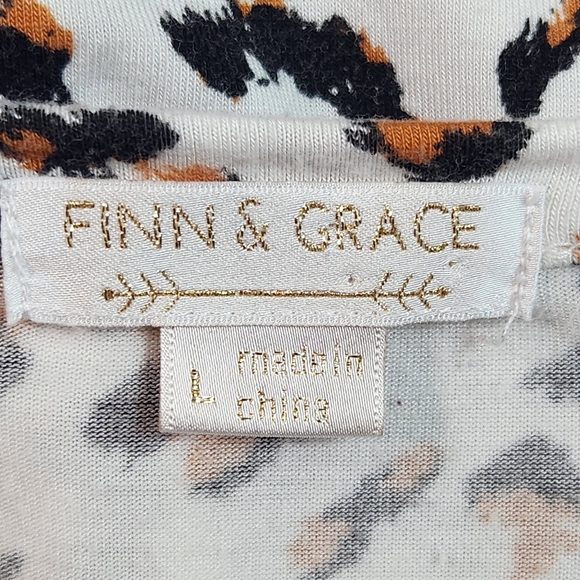 FINN & GRACE
L
made in
china